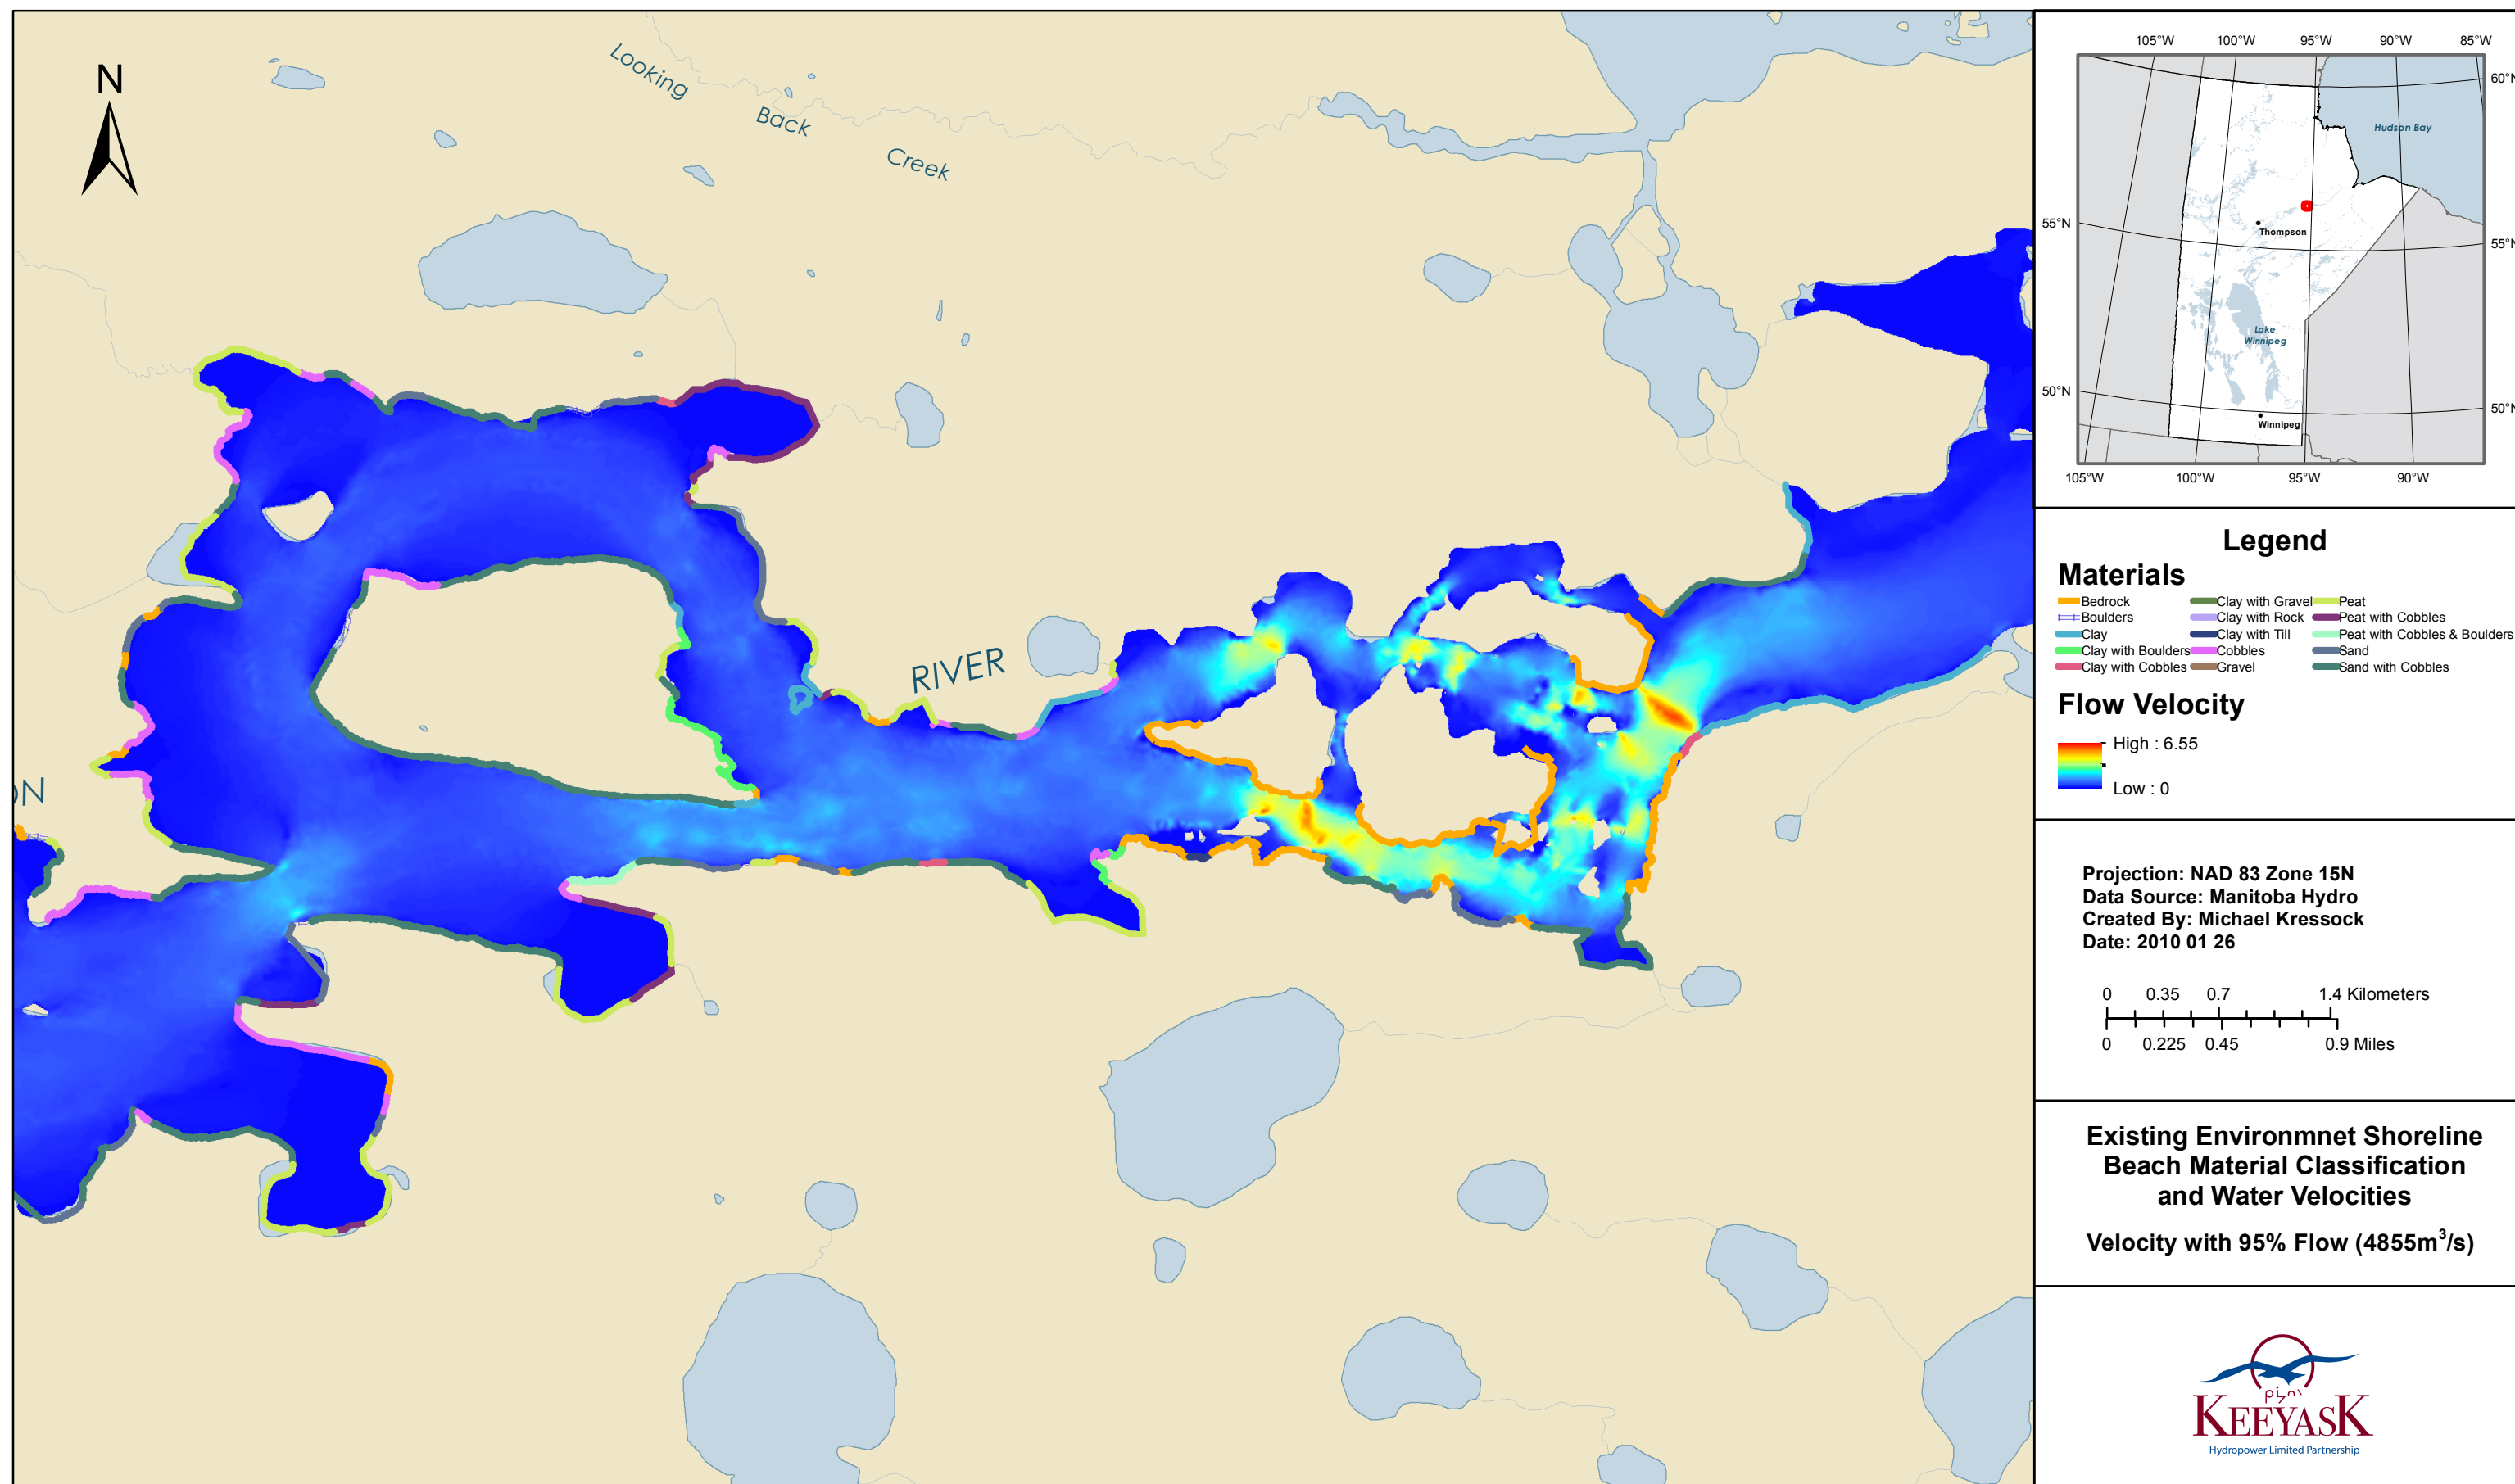 N
Looking
Back
Creek
RIVER
ON
105°W 100°W 95°W 90°W 85°W
60°N
Hudson Bay
55°N
Thompson
55°N
Lake
Winnipeg
50°N
50°N
Winnipeg
105°W 100°W 95°W 90°W
Legend
Materials
Bedrock Clay with Gravel Peat
Boulders Clay with Rock Peat with Cobbles
Clay Clay with Till Peat with Cobbles & Boulders
Clay with Boulders Cobbles Sand
Clay with Cobbles Gravel Sand with Cobbles
Flow Velocity
High : 6.55
Low : 0
Projection: NAD 83 Zone 15N
Data Source: Manitoba Hydro
Created By: Michael Kressock
Date: 2010 01 26
0 0.35 0.7 1.4 Kilometers
0 0.225 0.45 0.9 Miles
Existing Environmnet Shoreline
Beach Material Classification
and Water Velocities
Velocity with 95% Flow (4855m³/s)
KEEYASK
Hydropower Limited Partnership